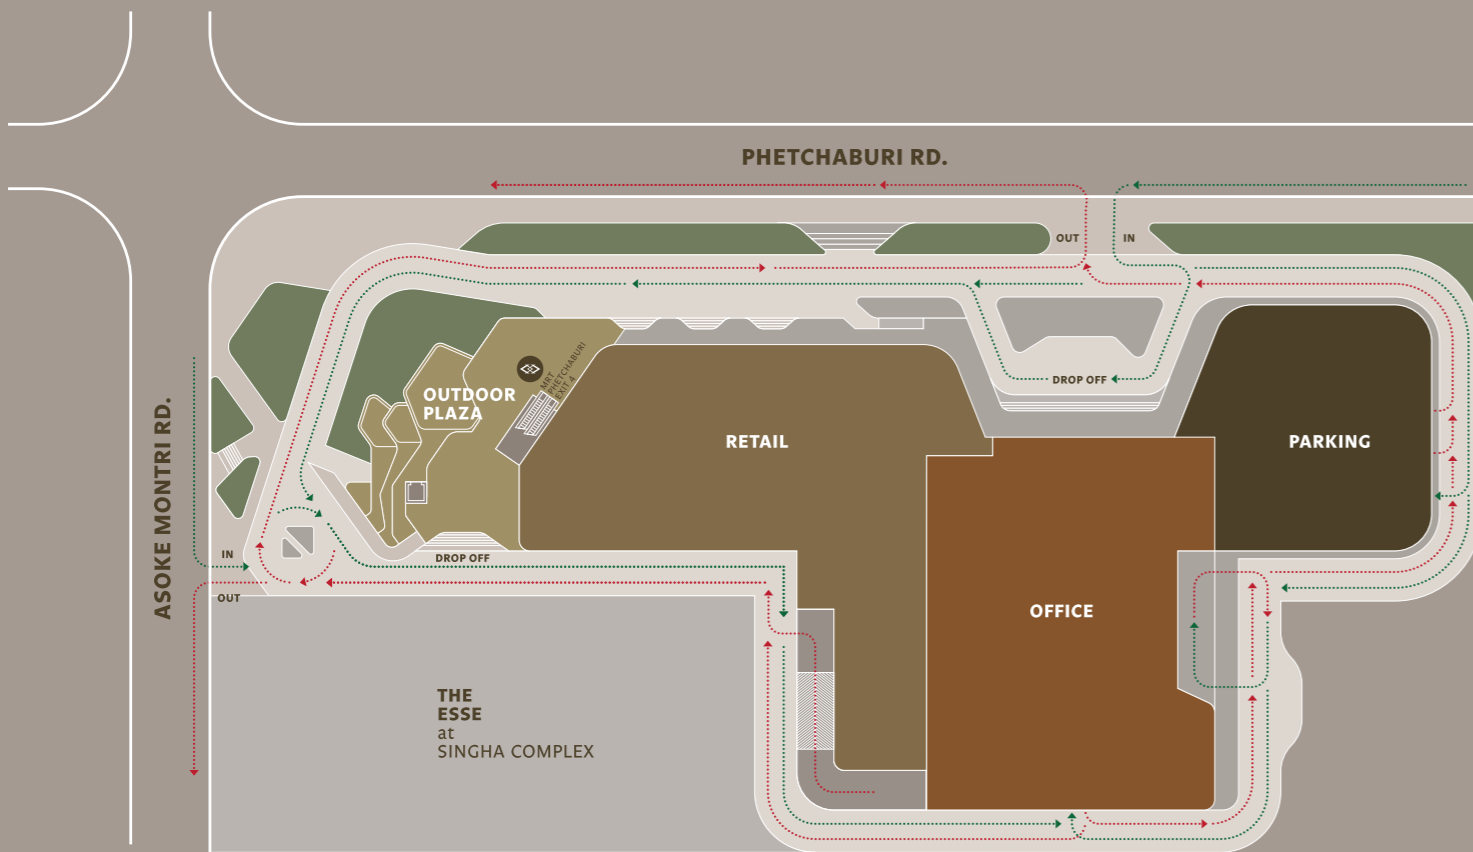 PHETCHABURI RD.
OUT
IN
DROP OFF
MRT
PHETCHABURI
EXIT 4
OUTDOOR
PLAZA
RETAIL
PARKING
ASOKE MONTRI RD.
IN
DROP OFF
OUT
OFFICE
THE
ESSE
at
SINGHA COMPLEX